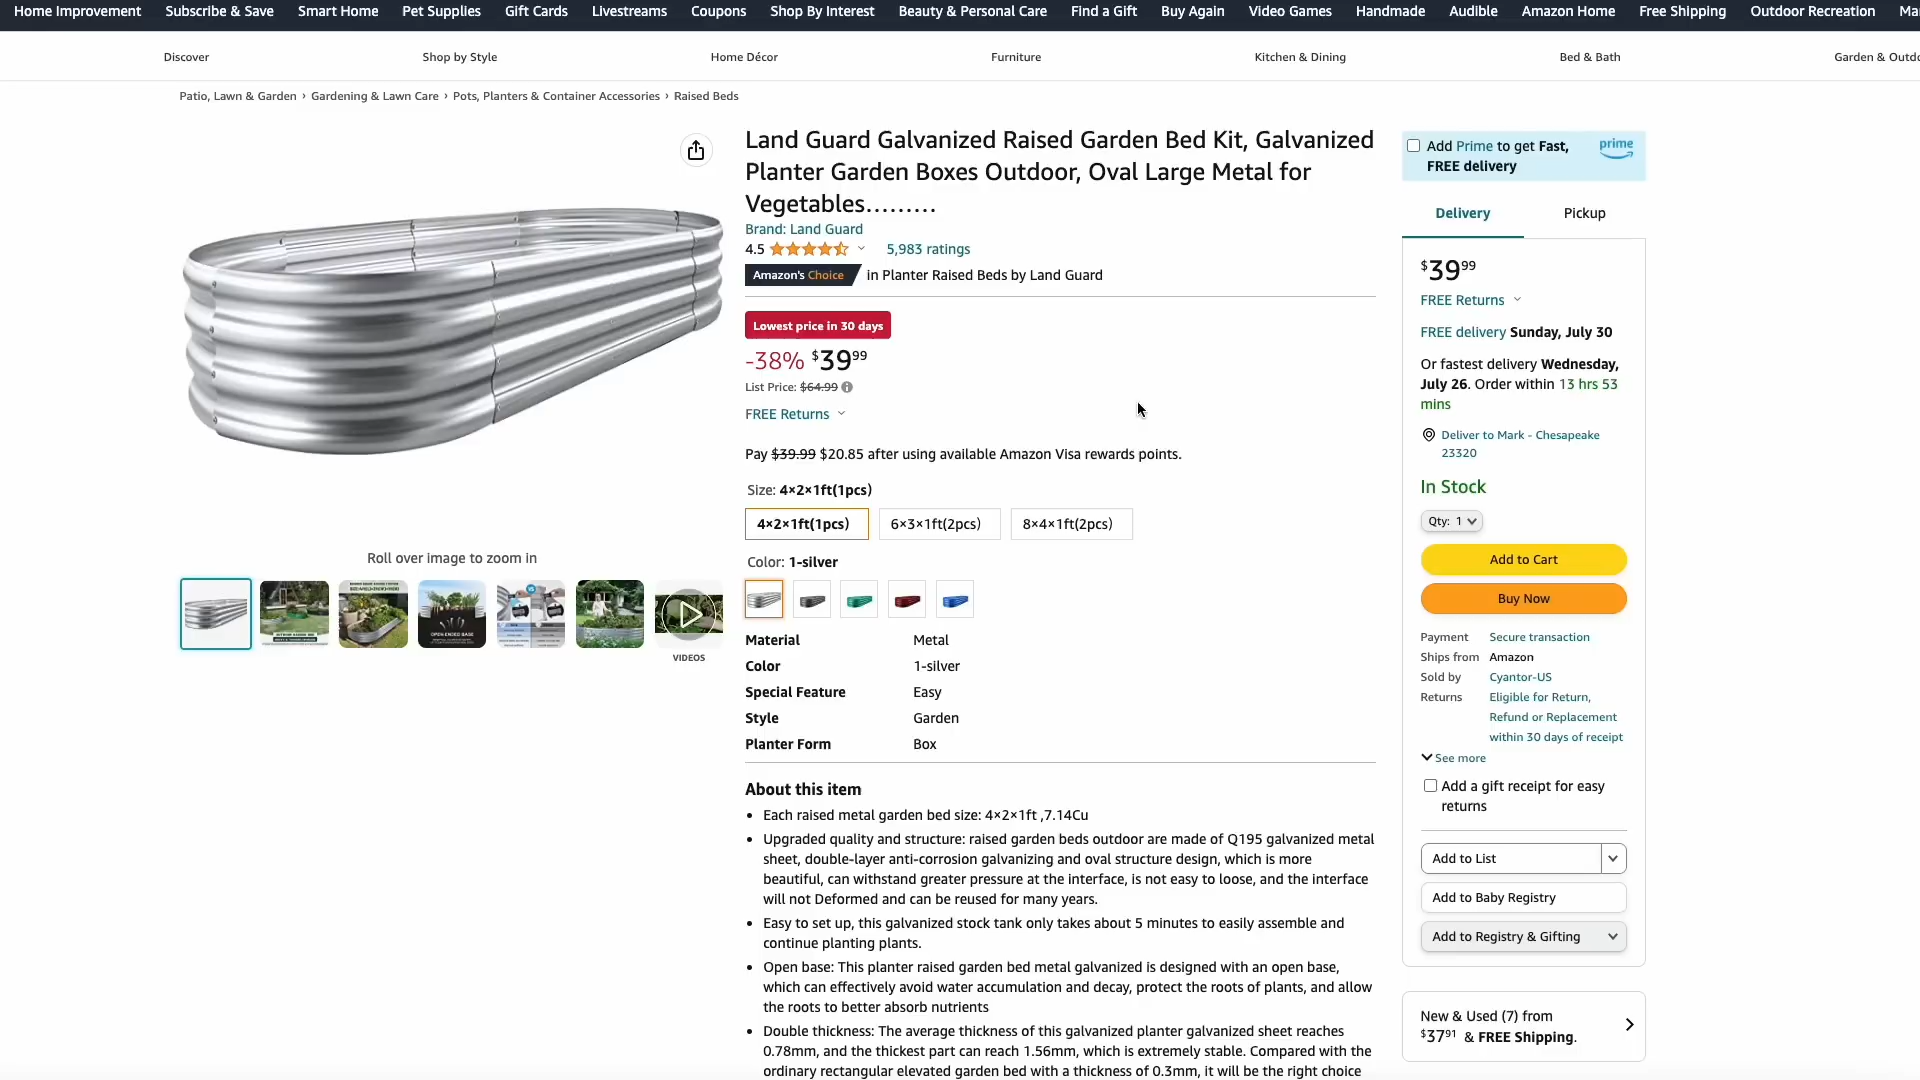 Home Improvement Subscribe & Save Smart Home Pet Supplies Gift Cards Livestreams Coupons Shop By Interest Beauty & Personal Care Find a Gift Buy Again Video Games Handmade Audible Amazon Home Free Shipping Outdoor Recreation
Discover Shop by Style Home Décor Furniture Kitchen & Dining Bed & Bath Garden &
Patio, Lawn & Garden › Gardening & Lawn Care › Pots, Planters & Container Accessories › Raised Beds
Land Guard Galvanized Raised Garden Bed Kit, Galvanized
Planter Garden Boxes Outdoor, Oval Large Metal for
Vegetables………
Brand: Land Guard
4.5 5,983 ratings
Amazon's Choice in Planter Raised Beds by Land Guard
Lowest price in 30 days
-38% $39 99
List Price: $64.99
FREE Returns
Pay $39.99 $20.85 after using available Amazon Visa rewards points.
Size: 4×2×1ft(1pcs)
4×2×1ft(1pcs) 6×3×1ft(2pcs) 8×4×1ft(2pcs)
Color: 1-silver
Roll over image to zoom in
OPEN ENDED BASE
VIDEOS
Material Metal
Color 1-silver
Special Feature Easy
Style Garden
Planter Form Box
About this item
• Each raised metal garden bed size: 4×2×1ft ,7.14Cu
• Upgraded quality and structure: raised garden beds outdoor are made of Q195 galvanized metal
sheet, double-layer anti-corrosion galvanizing and oval structure design, which is more
beautiful, can withstand greater pressure at the interface, is not easy to loose, and the interface
will not Deformed and can be reused for many years.
• Easy to set up, this galvanized stock tank only takes about 5 minutes to easily assemble and
continue planting plants.
• Open base: This planter raised garden bed metal galvanized is designed with an open base,
which can effectively avoid water accumulation and decay, protect the roots of plants, and allow
the roots to better absorb nutrients
• Double thickness: The average thickness of this galvanized planter galvanized sheet reaches
0.78mm, and the thickest part can reach 1.56mm, which is extremely stable. Compared with the
ordinary rectangular elevated garden bed with a thickness of 0.3mm, it will be the right choice
Add Prime to get Fast,
FREE delivery
prime
Delivery Pickup
$39 99
FREE Returns
FREE delivery Sunday, July 30
Or fastest delivery Wednesday,
July 26. Order within 13 hrs 53
mins
Deliver to Mark - Chesapeake
23320
In Stock
Qty: 1
Add to Cart
Buy Now
Payment Secure transaction
Ships from Amazon
Sold by Cyantor-US
Returns Eligible for Return,
Refund or Replacement
within 30 days of receipt
See more
Add a gift receipt for easy
returns
Add to List
Add to Baby Registry
Add to Registry & Gifting
New & Used (7) from
$37 91 & FREE Shipping.